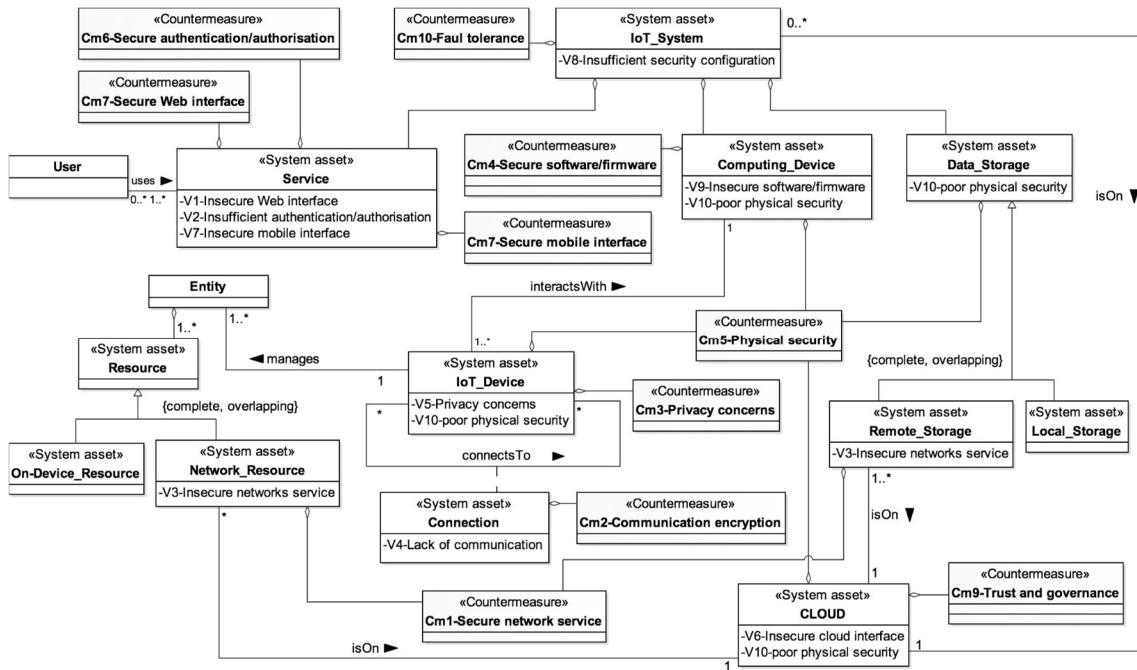 «Countermeasure»
Cm6-Secure authentication/authorisation
«Countermeasure»
Cm10-Faul tolerance
«System asset»
IoT_System
-V8-Insufficient security configuration
0..*
«Countermeasure»
Cm7-Secure Web interface
User
uses ►
0..* 1..*
«System asset»
Service
-V1-Insecure Web interface
-V2-Insufficient authentication/authorisation
-V7-Insecure mobile interface
«Countermeasure»
Cm4-Secure software/firmware
«System asset»
Computing_Device
-V9-Insecure software/firmware
-V10-poor physical security
1
«System asset»
Data_Storage
-V10-poor physical security
isOn ▼
«Countermeasure»
Cm7-Secure mobile interface
interactsWith ►
1..*
Entity
1..*
1..*
◄ manages
1
«Countermeasure»
Cm5-Physical security
«System asset»
Resource
{complete, overlapping}
«System asset»
IoT_Device
-V5-Privacy concerns
-V10-poor physical security
*
*
connectsTo ►
«Countermeasure»
Cm3-Privacy concerns
{complete, overlapping}
«System asset»
Remote_Storage
-V3-Insecure networks service
1..*
«System asset»
Local_Storage
«System asset»
On-Device_Resource
«System asset»
Network_Resource
-V3-Insecure networks service
*
«System asset»
Connection
-V4-Lack of communication
«Countermeasure»
Cm2-Communication encryption
isOn ▼
1
«Countermeasure»
Cm1-Secure network service
«System asset»
CLOUD
-V6-Insecure cloud interface
-V10-poor physical security
«Countermeasure»
Cm9-Trust and governance
isOn ►
1
1